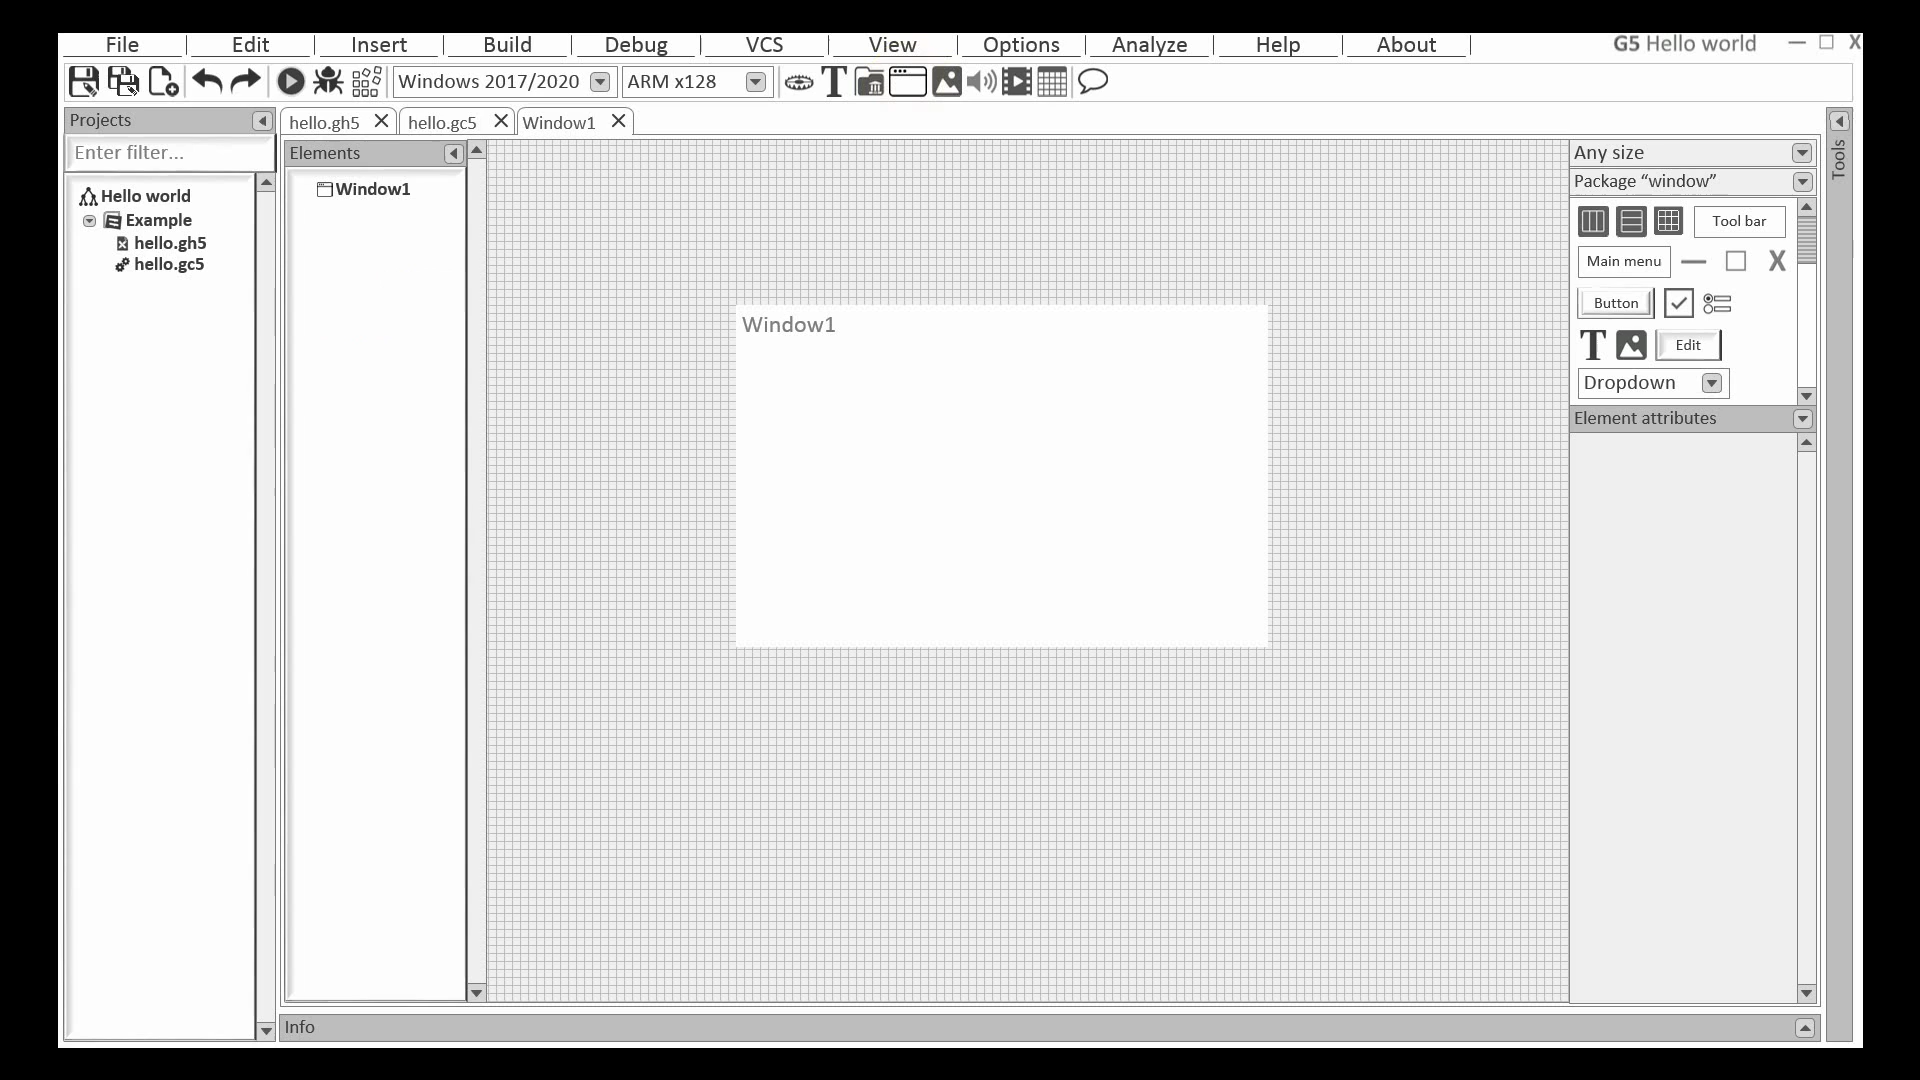 File Edit Insert Build Debug VCS View Options Analyze Help About G5 Hello world X
T Windows 2017/2020 ARM x128
Projects
Enter filter...
Hello world
Example
hello.gh5
hello.gc5
hello.gh5 hello.gc5 Window1
Elements
Window1
Window1
Any size
Package “window”
Tool bar
Main menu X
Button
T Edit
Dropdown
Element attributes
Tools
Info